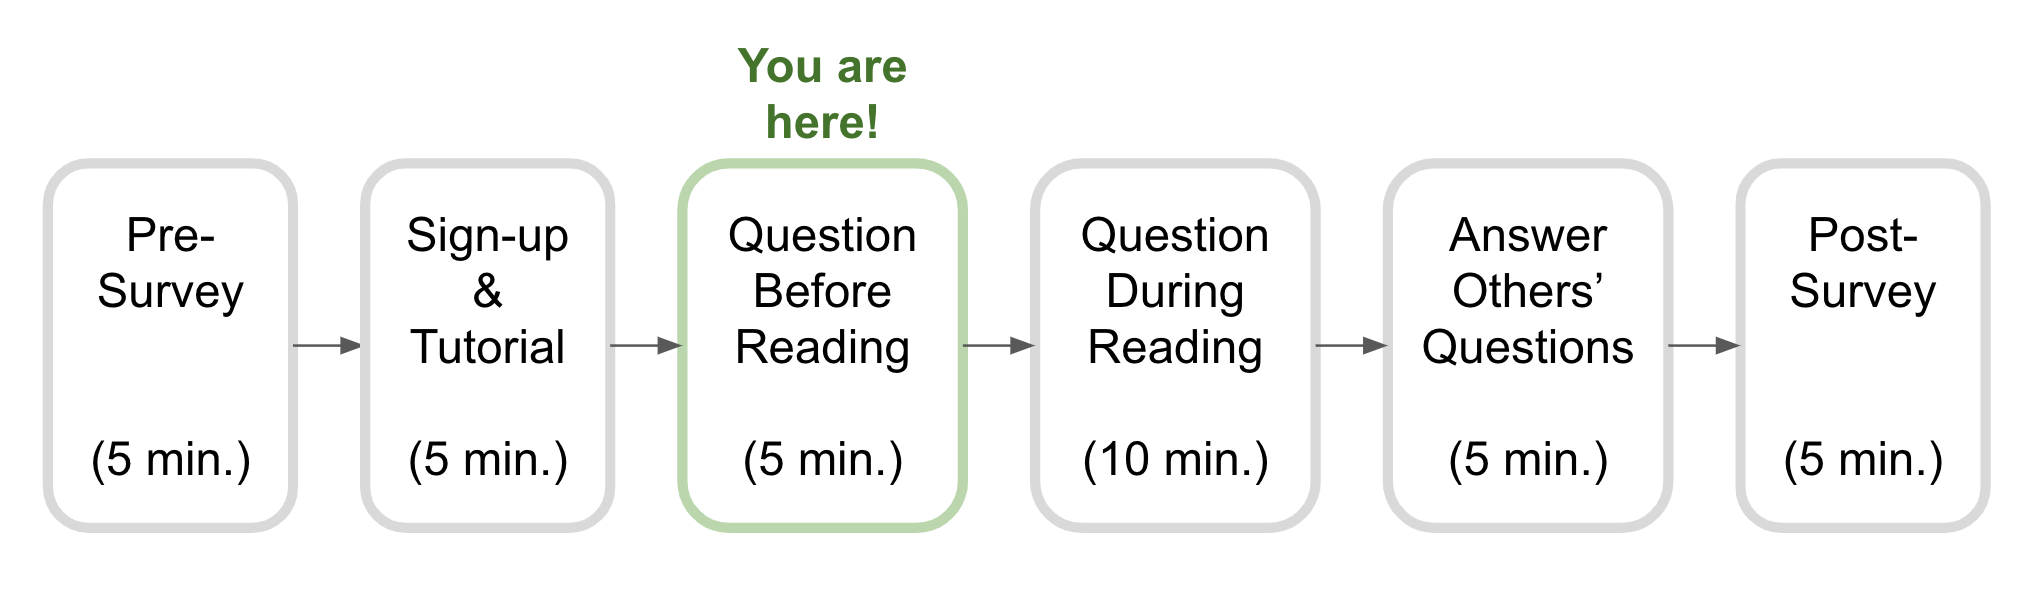 You are
here!
Pre-
Survey
(5 min.)
Sign-up
&
Tutorial
(5 min.)
Question
Before
Reading
(5 min.)
Question
During
Reading
(10 min.)
Answer
Others’
Questions
(5 min.)
Post-
Survey
(5 min.)